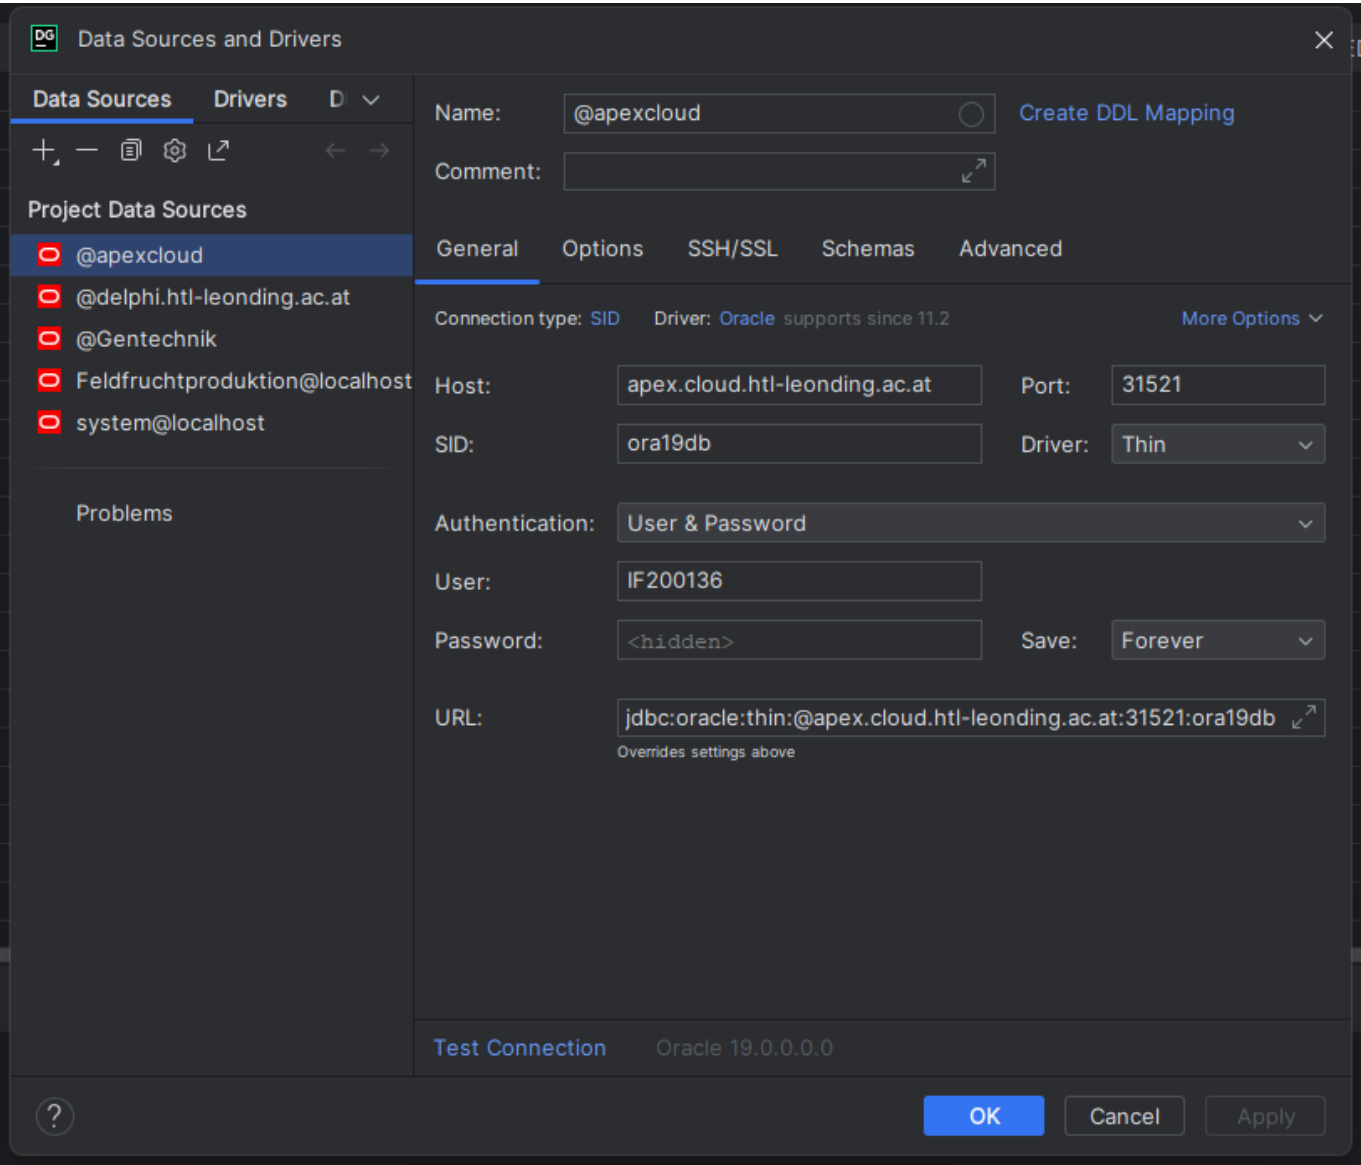 DG Data Sources and Drivers
Data Sources Drivers D
Project Data Sources
@apexcloud
@delphi.htl-leonding.ac.at
@Gentechnik
Feldfruchtproduktion@localhost
system@localhost
Problems
Name: @apexcloud Create DDL Mapping
Comment:
General Options SSH/SSL Schemas Advanced
Connection type: SID Driver: Oracle supports since 11.2 More Options
Host: apex.cloud.htl-leonding.ac.at Port: 31521
SID: ora19db Driver: Thin
Authentication: User & Password
User: IF200136
Password: <hidden> Save: Forever
URL: jdbc:oracle:thin:@apex.cloud.htl-leonding.ac.at:31521:ora19db
Overrides settings above
Test Connection Oracle 19.0.0.0.0
? OK Cancel Apply